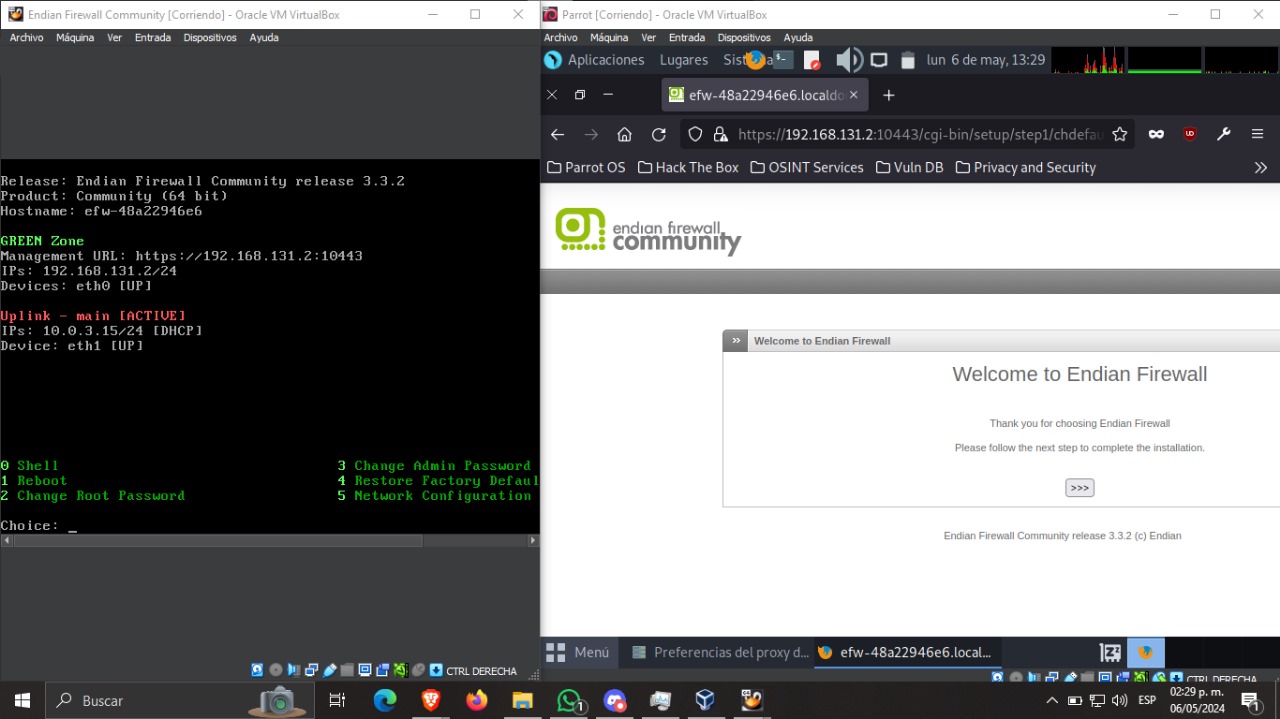 Endian Firewall Community [Corriendo] - Oracle VM VirtualBox
Archivo Máquina Ver Entrada Dispositivos Ayuda
Release: Endian Firewall Community release 3.3.2
Product: Community (64 bit)
Hostname: efw-48a22946e6
GREEN Zone
Management URL: https://192.168.131.2:10443
IPs: 192.168.131.2/24
Devices: eth0 [UP]
Uplink - main [ACTIVE]
IPs: 10.0.3.15/24 [DHCP]
Device: eth1 [UP]
0 Shell 3 Change Admin Password
1 Reboot 4 Restore Factory Defaul
2 Change Root Password 5 Network Configuration
Choice: _
CTRL DERECHA
Parrot [Corriendo] - Oracle VM VirtualBox
Archivo Máquina Ver Entrada Dispositivos Ayuda
Aplicaciones Lugares Sist a lun 6 de may, 13:29
efw-48a22946e6.localdo
https://192.168.131.2:10443/cgi-bin/setup/step1/chdefau
Parrot OS Hack The Box OSINT Services Vuln DB Privacy and Security
endian firewall
community
Welcome to Endian Firewall
Welcome to Endian Firewall
Thank you for choosing Endian Firewall
Please follow the next step to complete the installation.
>>>
Endian Firewall Community release 3.3.2 (c) Endian
Menú Preferencias del proxy d... efw-48a22946e6.local...
CTRL DERECHA
Buscar 1 ESP 02:29 p. m. 1
06/05/2024